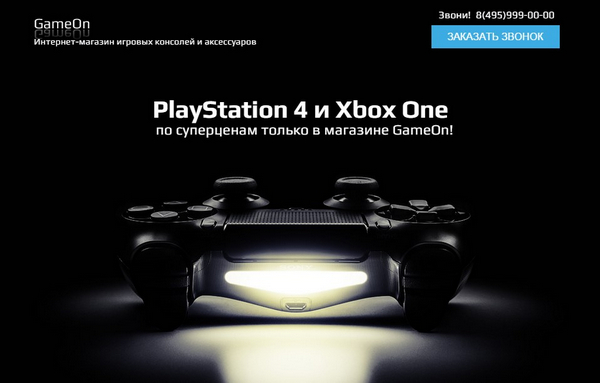 GameOn
Интернет-магазин игровых консолей и аксессуаров
Звони! 8(495)999-00-00
ЗАКАЗАТЬ ЗВОНОК
PlayStation 4 и Xbox One
по суперценам только в магазине GameOn!